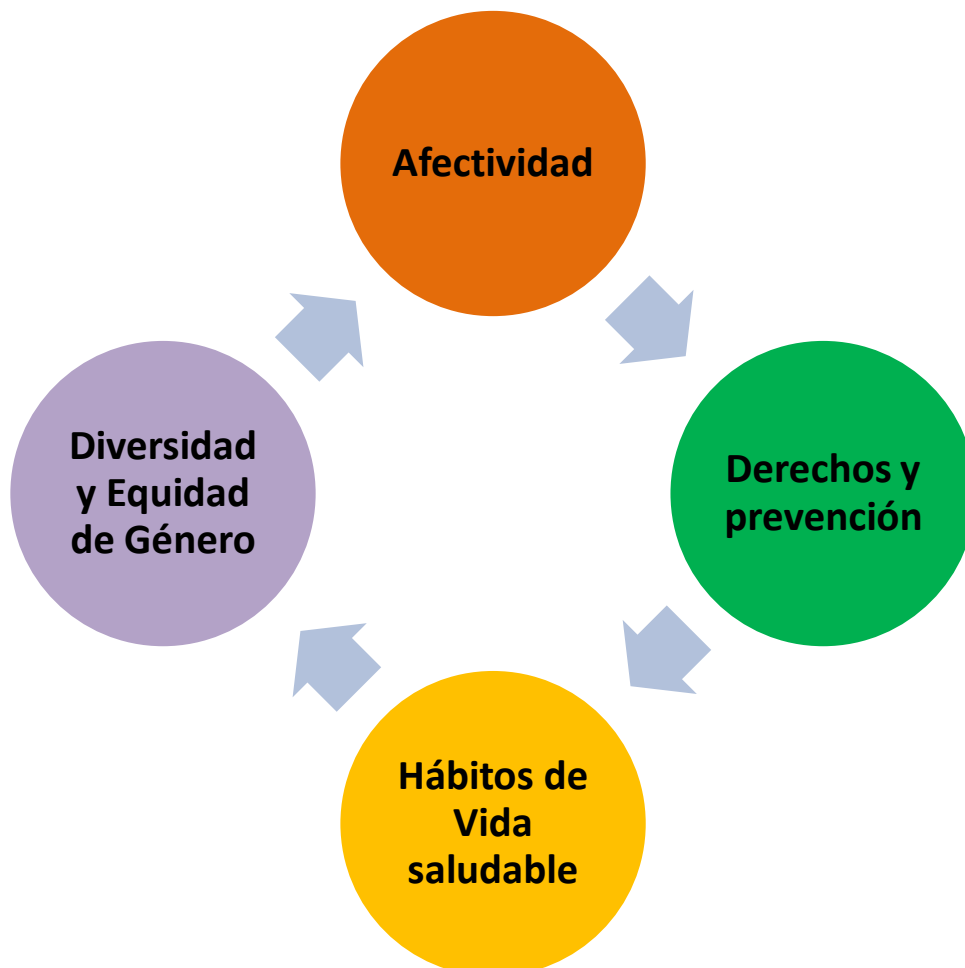 Afectividad
Derechos y
prevención
Hábitos de
Vida
saludable
Diversidad
y Equidad
de Género